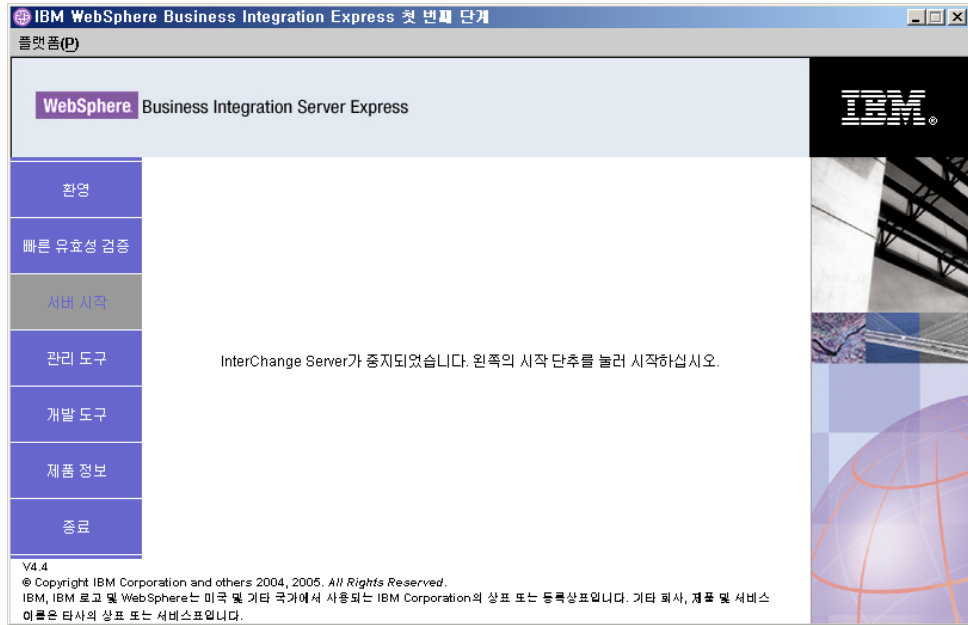 IBM WebSphere Business Integration Express 첫 번째 단계
플랫폼(P)
WebSphere. Business Integration Server Express
IBM®
환영
빠른 유효성 검증
서버 시작
관리 도구
InterChange Server가 중지되었습니다. 왼쪽의 시작 단추를 눌러 시작하십시오.
개발 도구
제품 정보
종료
V4.4
© Copyright IBM Corporation and others 2004, 2005. All Rights Reserved.
IBM, IBM 로고 및 WebSphere는 미국 및 기타 국가에서 사용되는 IBM Corporation의 상표 또는 등록상표입니다. 기타 회사, 제품 및 서비스
이름은 타사의 상표 또는 서비스표입니다.